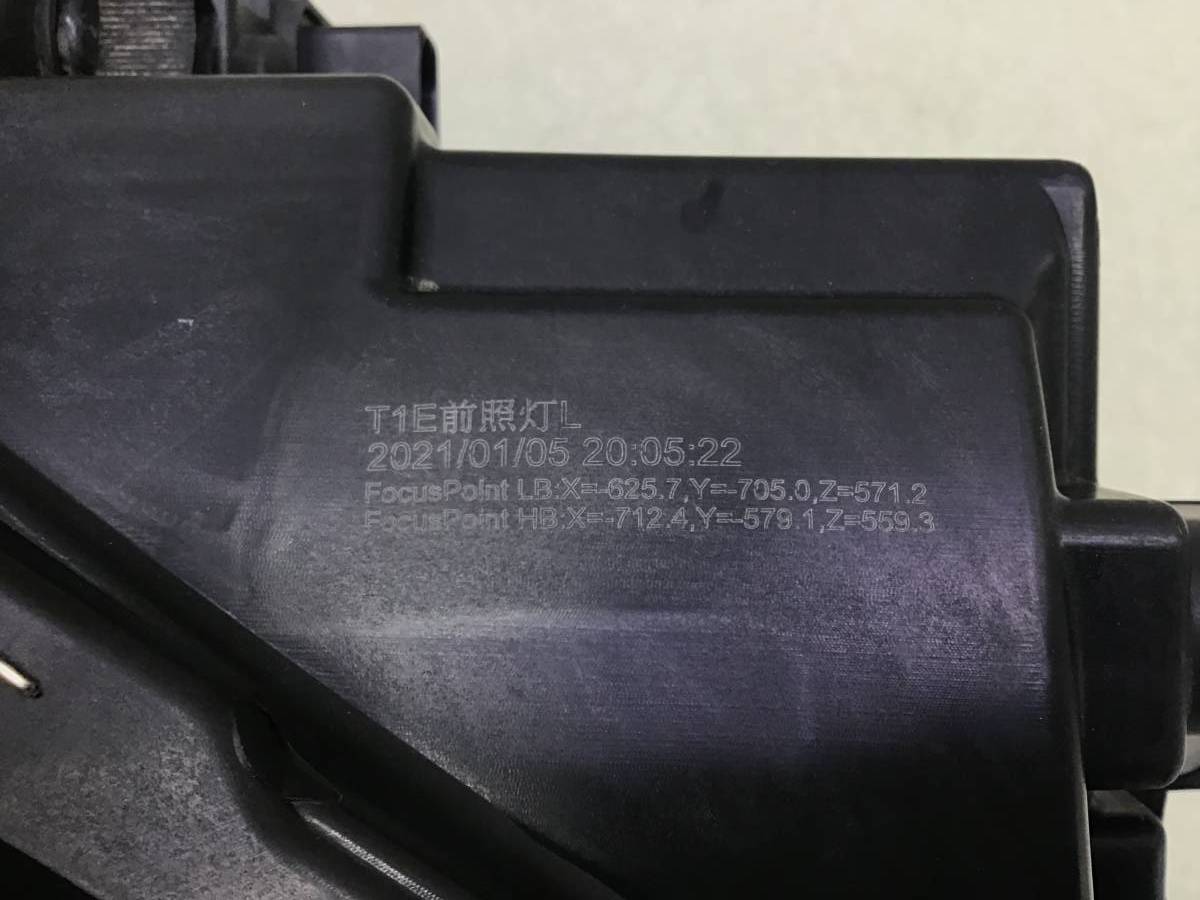 T1E前照灯L
2021/01/05 20:05:22
FocusPoint LB:X=-625.7,Y=-705.0,Z=571.2
FocusPoint HB:X=-712.4,Y=-579.1,Z=559.3